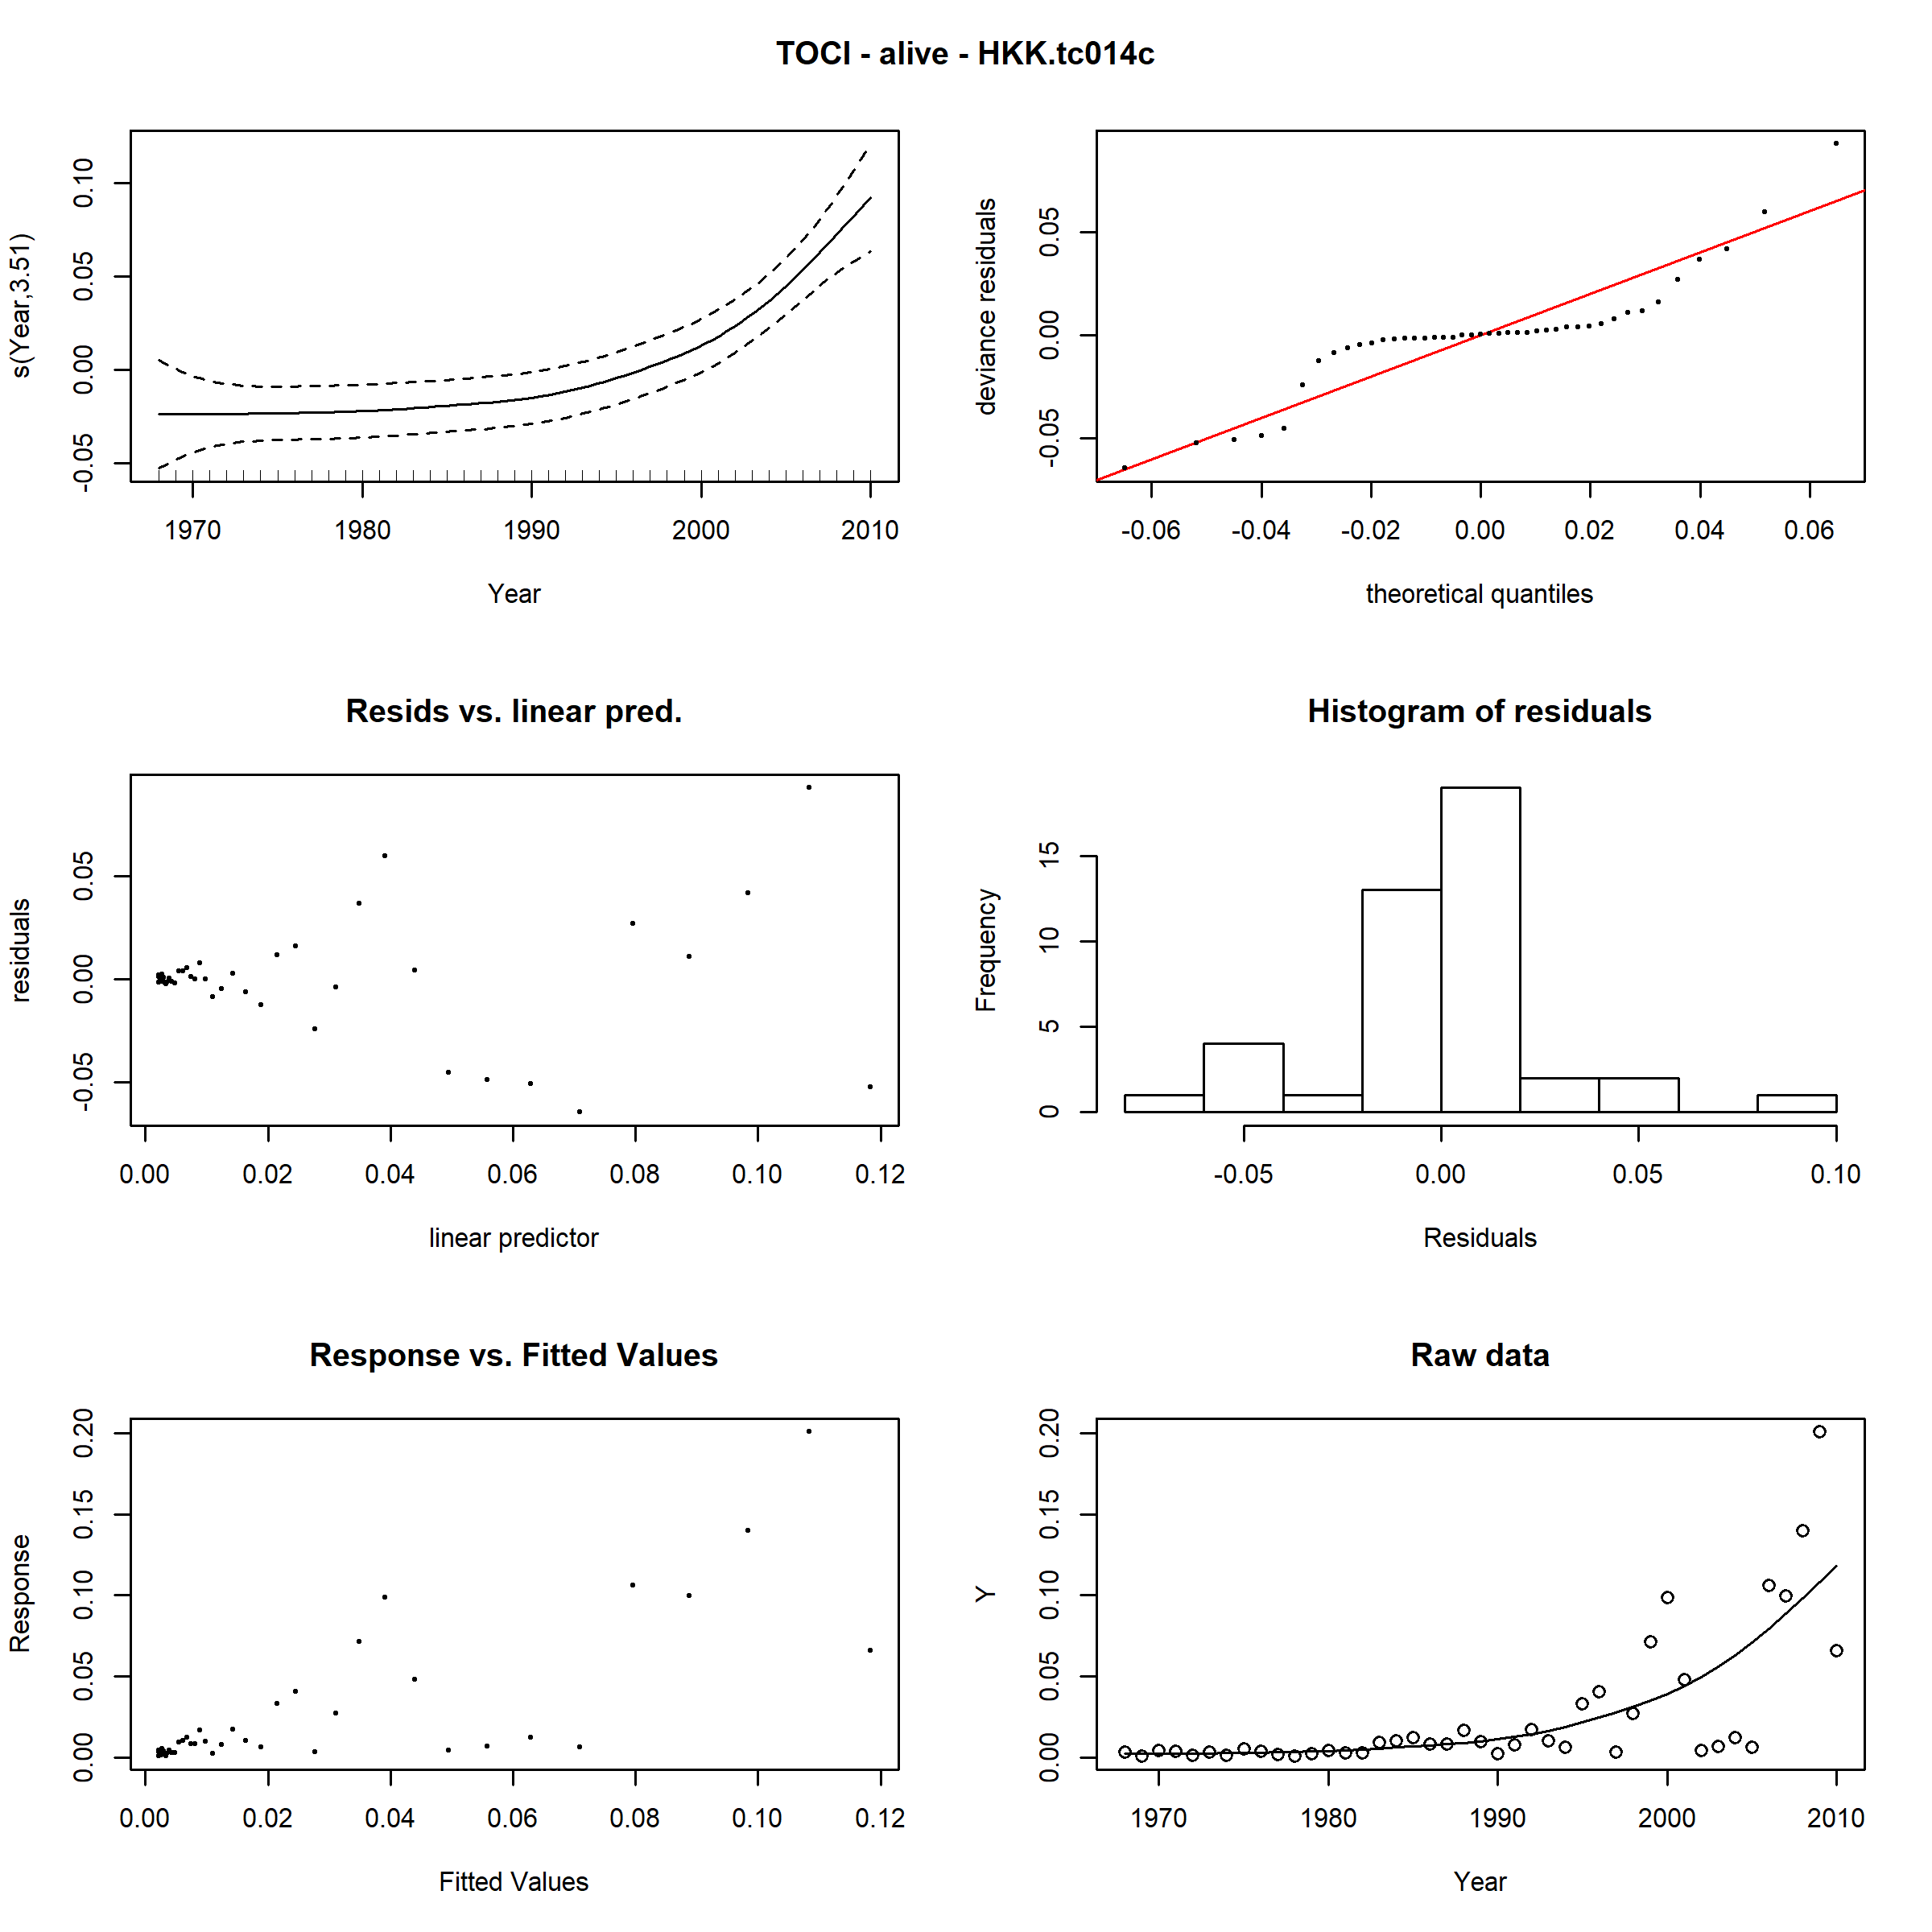 TOCI - alive - HKK.tc014c
s(Year,3.51)
-0.05 0.00 0.05 0.10
1970 1980 1990 2000 2010
Year
deviance residuals
-0.05 0.00 0.05
-0.06 -0.04 -0.02 0.00 0.02 0.04 0.06
theoretical quantiles
Resids vs. linear pred.
residuals
-0.05 0.00 0.05
0.00 0.02 0.04 0.06 0.08 0.10 0.12
linear predictor
Histogram of residuals
Frequency
0 5 10 15
-0.05 0.00 0.05 0.10
Residuals
Response vs. Fitted Values
Response
0.00 0.05 0.10 0.15 0.20
0.00 0.02 0.04 0.06 0.08 0.10 0.12
Fitted Values
Raw data
Y
0.00 0.05 0.10 0.15 0.20
1970 1980 1990 2000 2010
Year